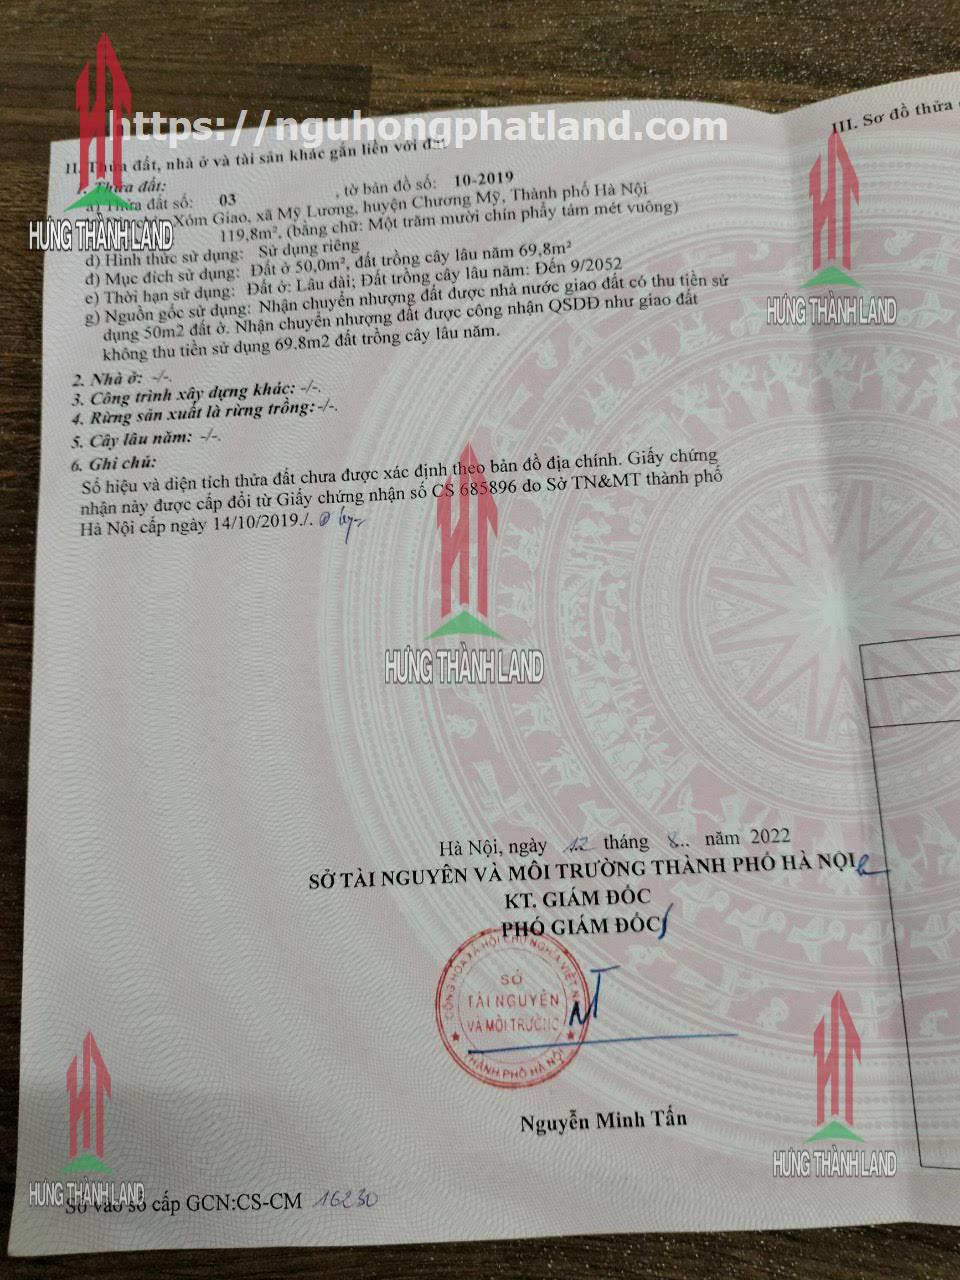 https://nguhongphatland.com
III. Sơ đồ thửa
II. Thửa đất, nhà ở và tài sản khác gắn liền với đất
1. Thửa đất:
a) Thửa đất số: 03 , tờ bản đồ số: 10-2019
Xóm Giao, xã Mỹ Lương, huyện Chương Mỹ, Thành phố Hà Nội
119,8m², (bằng chữ: Một trăm mười chín phẩy tám mét vuông)
d) Hình thức sử dụng: Sử dụng riêng
đ) Mục đích sử dụng: Đất ở 50,0m², đất trồng cây lâu năm 69,8m²
e) Thời hạn sử dụng: Đất ở: Lâu dài; Đất trồng cây lâu năm: Đến 9/2052
g) Nguồn gốc sử dụng: Nhận chuyển nhượng đất được nhà nước giao đất có thu tiền sử
dụng 50m2 đất ở. Nhận chuyển nhượng đất được công nhận QSDĐ như giao đất
không thu tiền sử dụng 69.8m2 đất trồng cây lâu năm.
2. Nhà ở: -/-.
3. Công trình xây dựng khác: -/-.
4. Rừng sản xuất là rừng trồng:-/-.
5. Cây lâu năm: -/-.
6. Ghi chú:
Số hiệu và diện tích thửa đất chưa được xác định theo bản đồ địa chính. Giấy chứng
nhận này được cấp đổi từ Giấy chứng nhận số CS 685896 do Sở TN&MT thành phố
Hà Nội cấp ngày 14/10/2019./.
HƯNG THÀNH LAND
HƯNG THÀNH LAND
HƯNG THÀNH LAND
Hà Nội, ngày 12 tháng 8.. năm 2022
SỞ TÀI NGUYÊN VÀ MÔI TRƯỜNG THÀNH PHỐ HÀ NỘI
KT. GIÁM ĐỐC
PHÓ GIÁM ĐỐC
CỘNG HÒA XÃ HỘI CHỦ NGHĨA VIỆT NAM
SỞ
TÀI NGUYÊN
VÀ MÔI TRƯỜNG
THÀNH PHỐ HÀ NỘI
Nguyễn Minh Tấn
HƯNG THÀNH LAND
HƯNG THÀNH LAND
Số vào sổ cấp GCN:CS-CM 16230